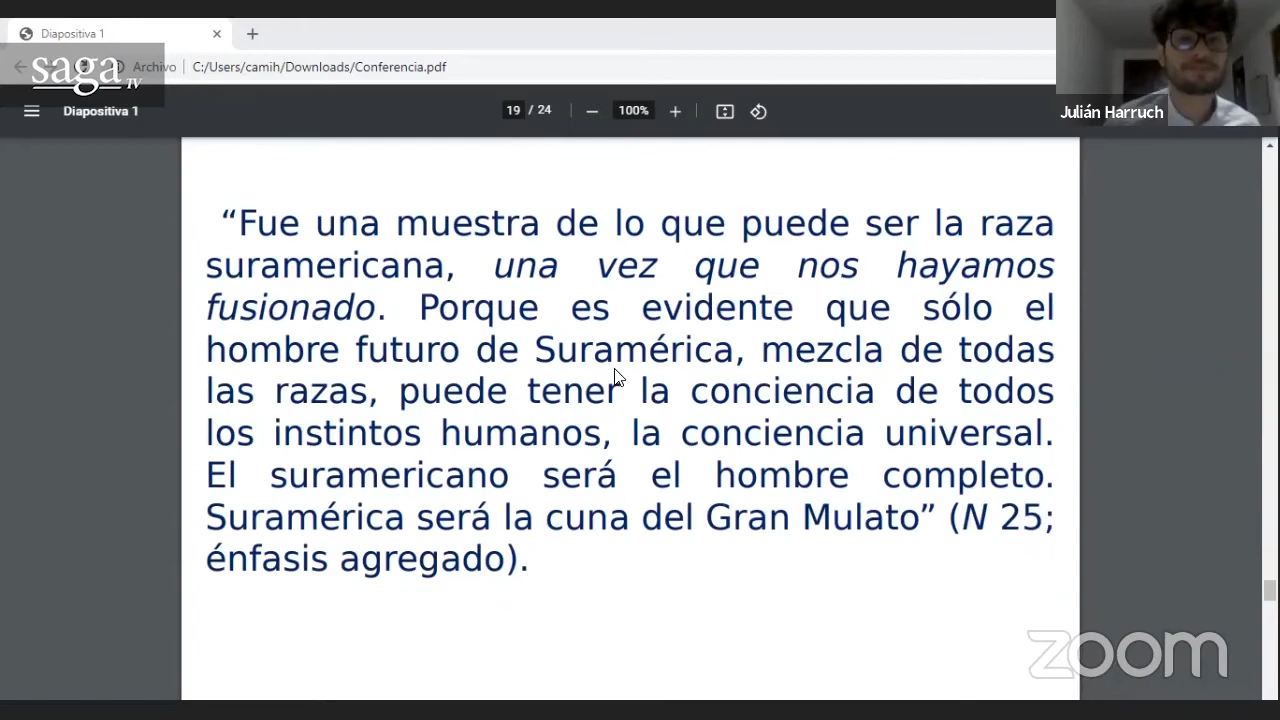 Diapositiva 1
saga TV
Archivo
C:/Users/camih/Downloads/Conferencia.pdf
Diapositiva 1
19 / 24
100%
Julián Harruch
“Fue una muestra de lo que puede ser la raza
suramericana, una vez que nos hayamos
fusionado. Porque es evidente que sólo el
hombre futuro de Suramérica, mezcla de todas
las razas, puede tener la conciencia de todos
los instintos humanos, la conciencia universal.
El suramericano será el hombre completo.
Suramérica será la cuna del Gran Mulato” (N 25;
énfasis agregado).
zoom